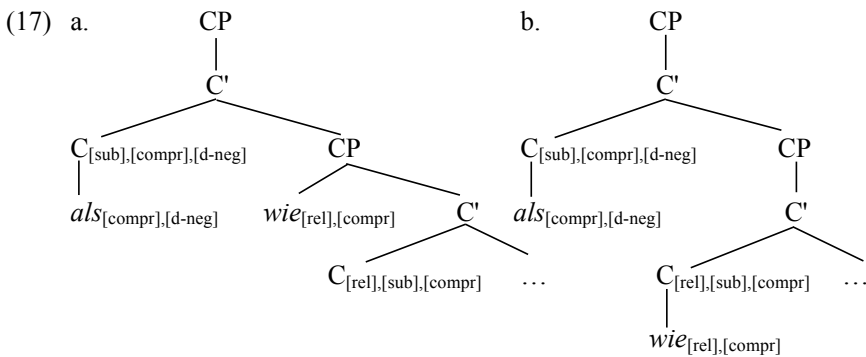 (17) a. CP b. CP
C' C'
C[sub],[compr],[d-neg] CP C[sub],[compr],[d-neg] CP
als[compr],[d-neg] wie[rel],[compr] C' als[compr],[d-neg] C'
C[rel],[sub],[compr] … C[rel],[sub],[compr] …
wie[rel],[compr]